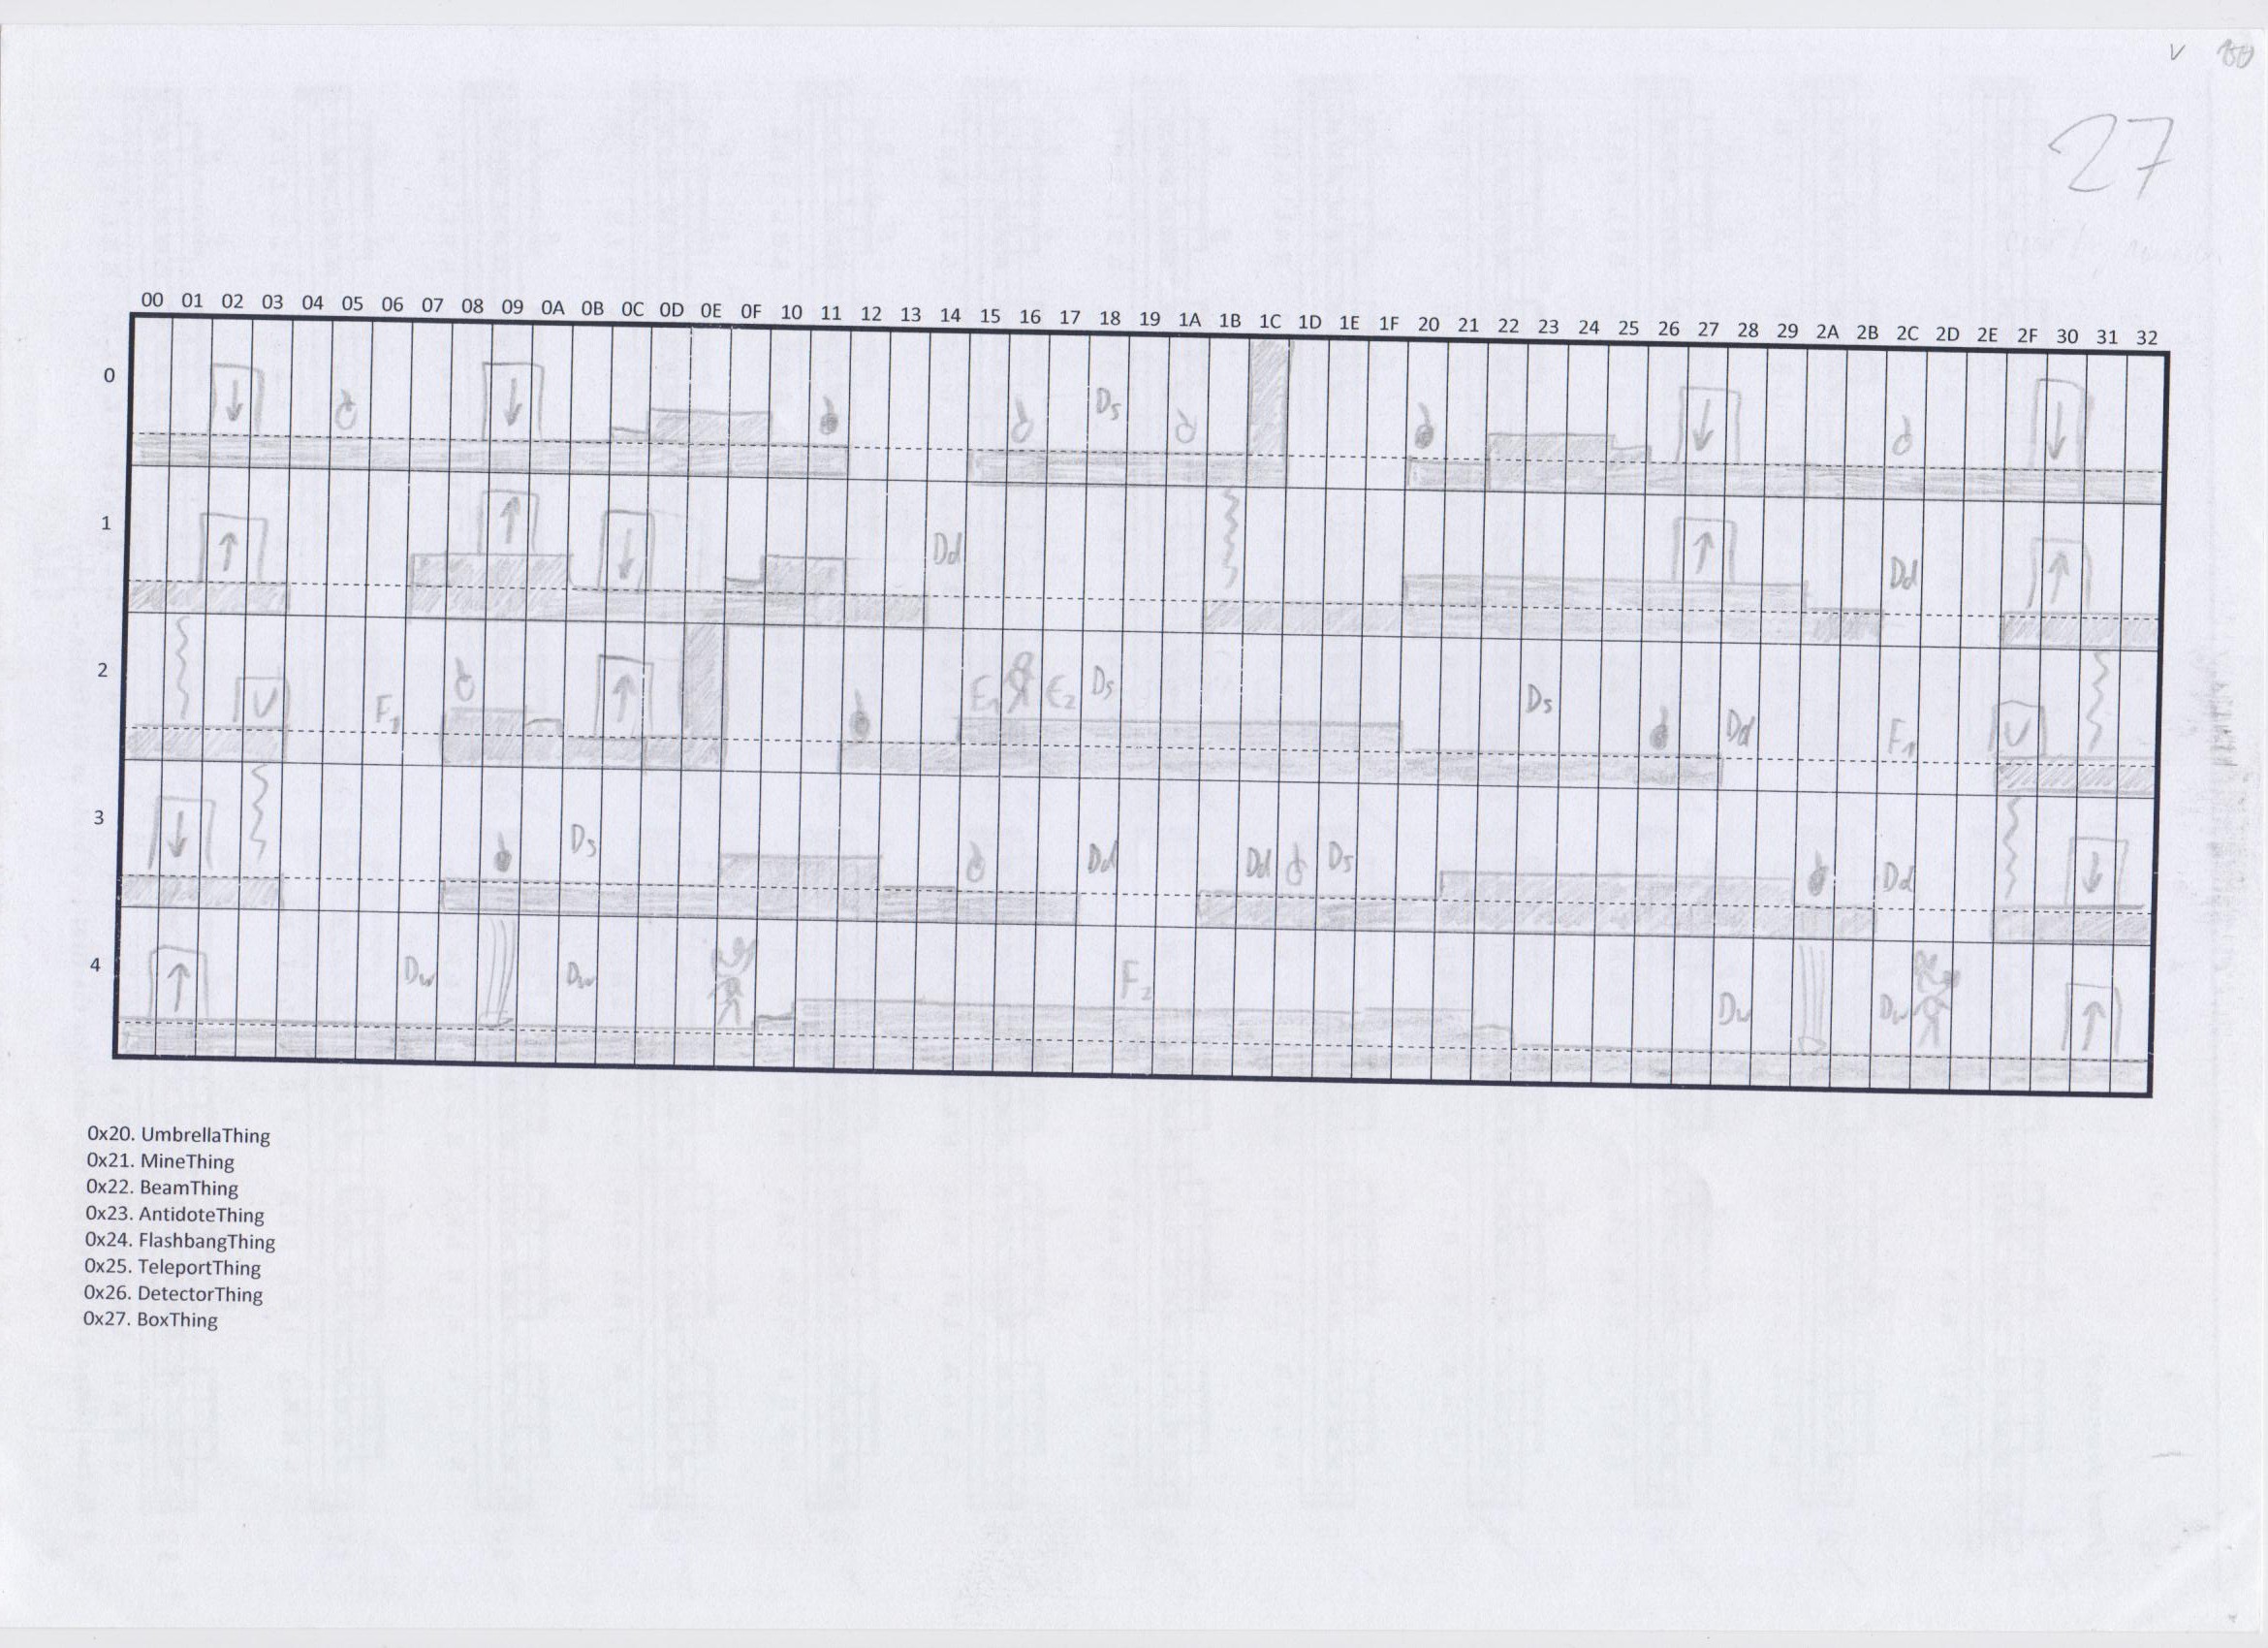 V
27
00 01 02 03 04 05 06 07 08 09 0A 0B 0C 0D 0E 0F 10 11 12 13 14 15 16 17 18 19 1A 1B 1C 1D 1E 1F 20 21 22 23 24 25 26 27 28 29 2A 2B 2C 2D 2E 2F 30 31 32
0 ↓ ↓ Ds ↓ ↓
1 ↑ ↑ ↓ Dd ↑ Dd ↑
2 V F1 ↑ E1 E2 Ds Ds Dd F1 V
3 ↓ Ds Dd Dd Ds Dd ↓
4 ↑ Dw Dw F2 Dw Dw ↑
0x20. UmbrellaThing
0x21. MineThing
0x22. BeamThing
0x23. AntidoteThing
0x24. FlashbangThing
0x25. TeleportThing
0x26. DetectorThing
0x27. BoxThing